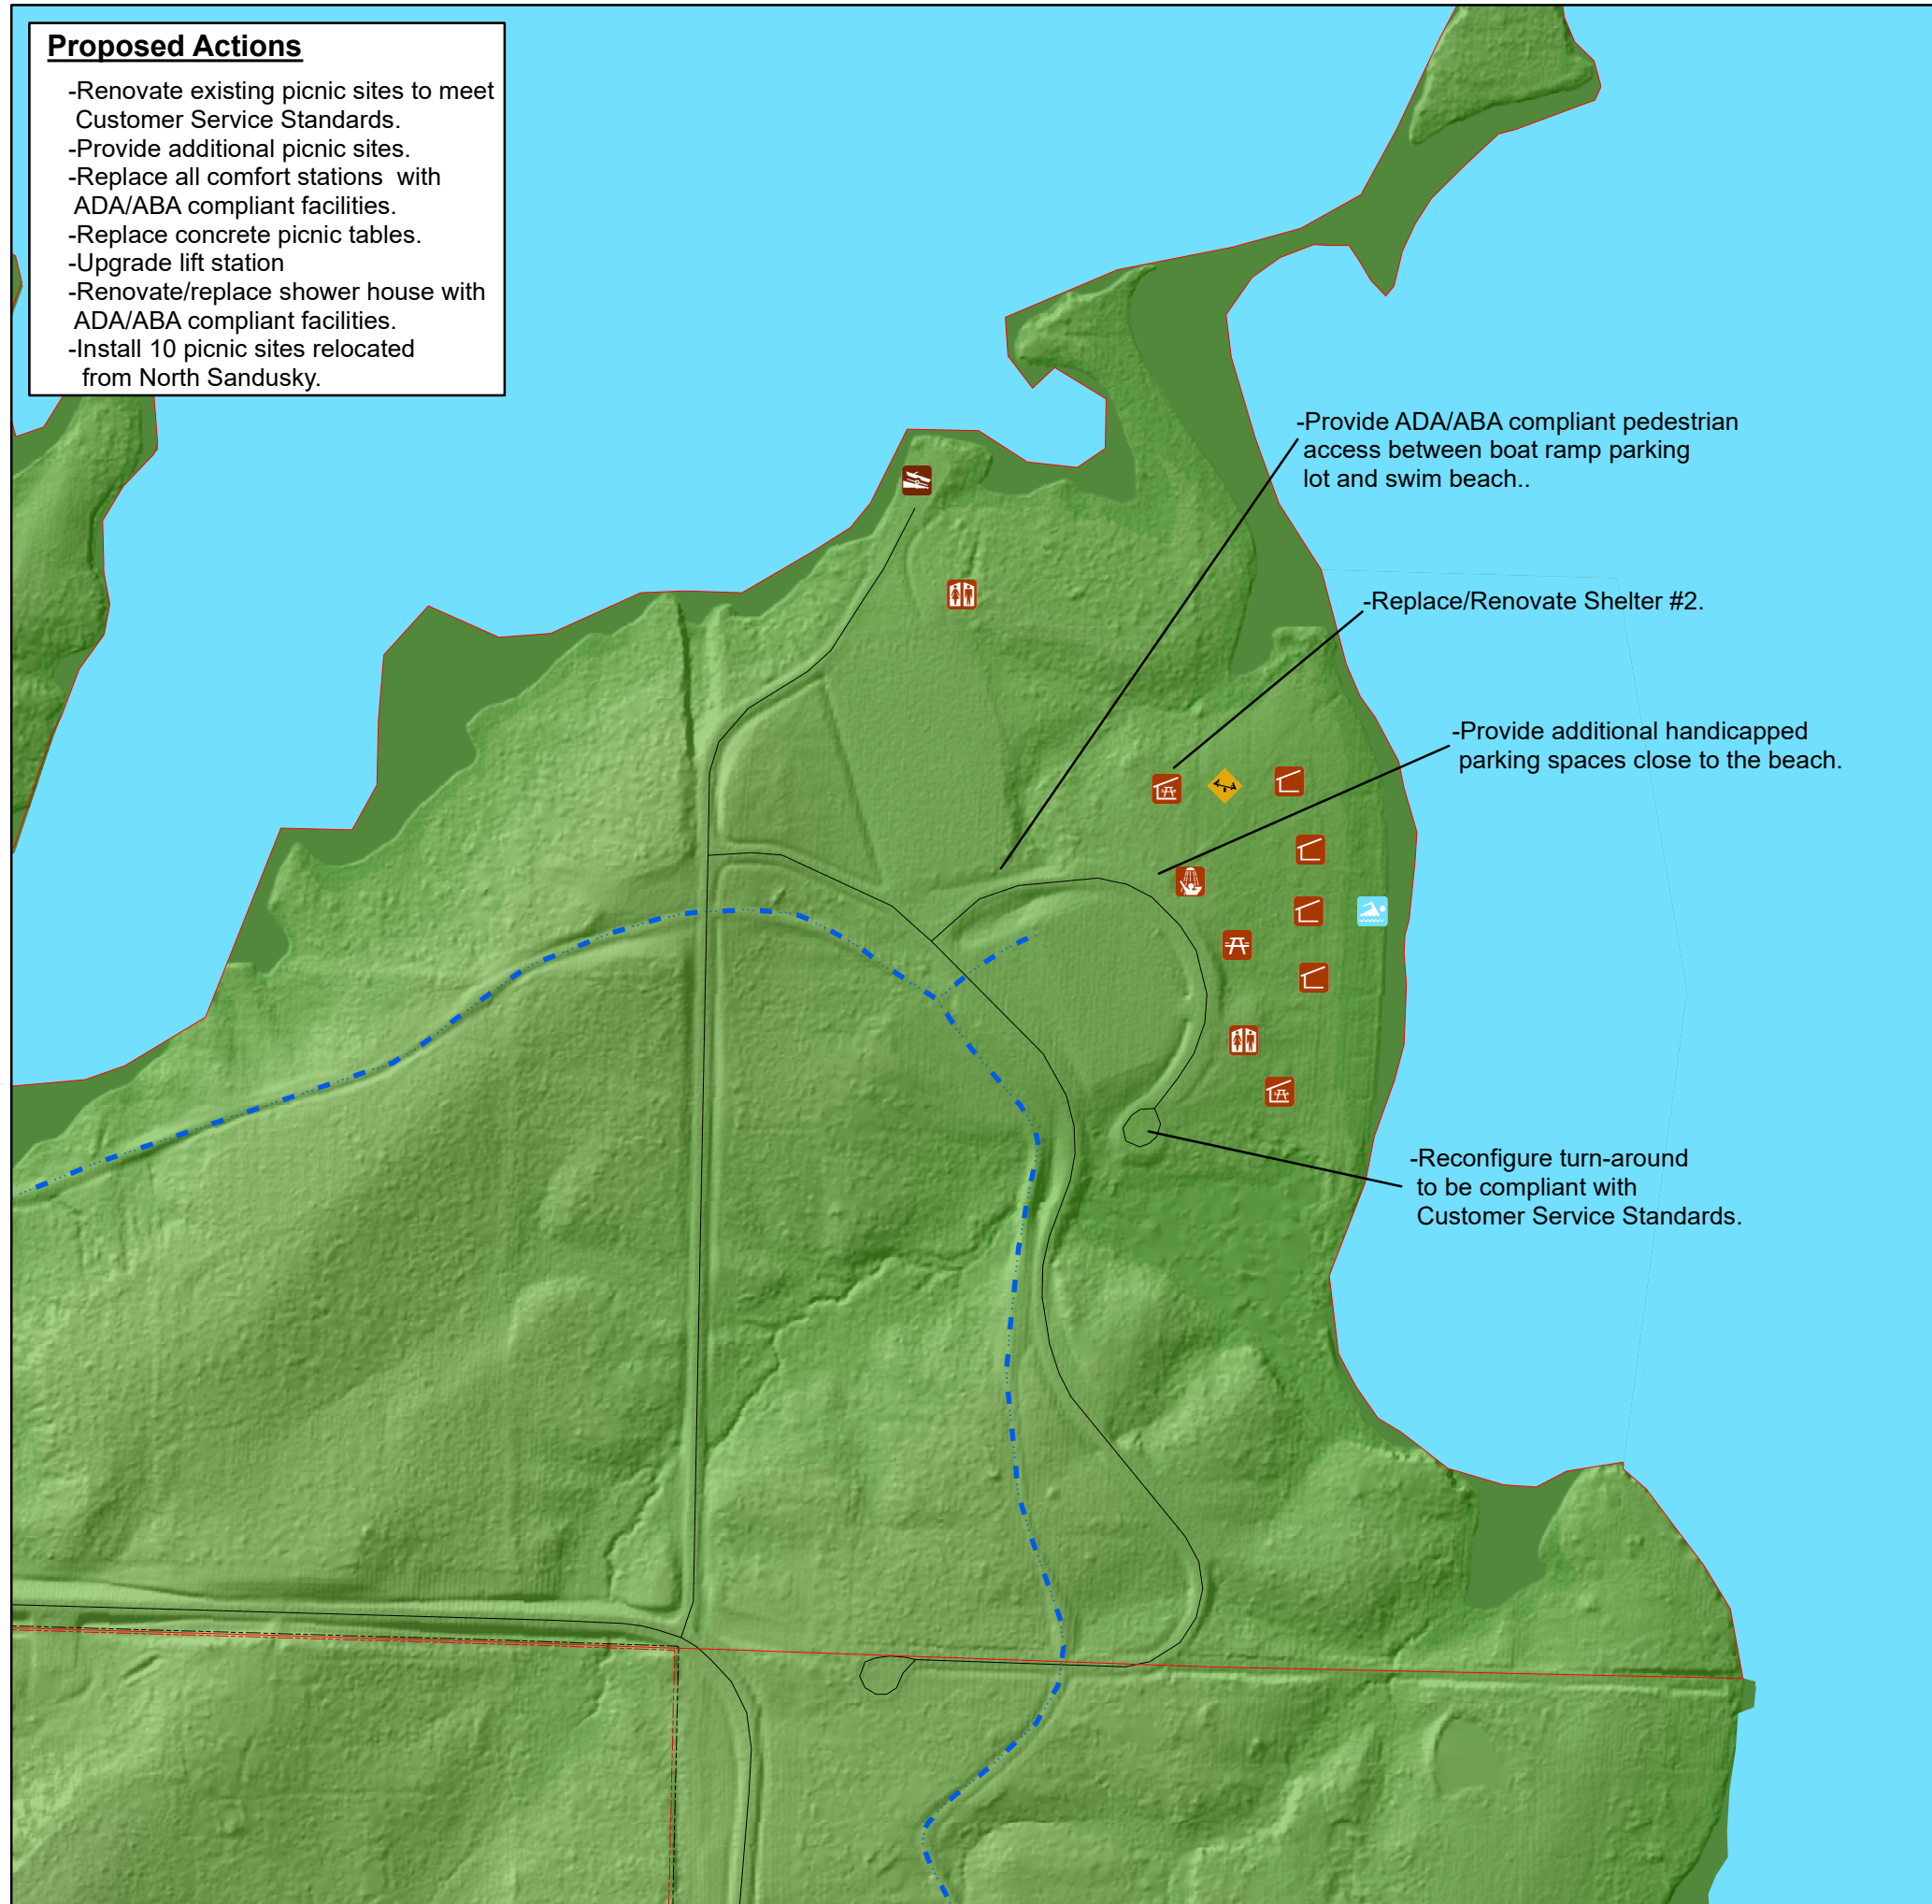 Proposed Actions
-Renovate existing picnic sites to meet
Customer Service Standards.
-Provide additional picnic sites.
-Replace all comfort stations  with
ADA/ABA compliant facilities.
-Replace concrete picnic tables.
-Upgrade lift station
-Renovate/replace shower house with
ADA/ABA compliant facilities.
-Install 10 picnic sites relocated
from North Sandusky.
-Provide ADA/ABA compliant pedestrian
access between boat ramp parking
lot and swim beach..
-Replace/Renovate Shelter #2.
-Provide additional handicapped
parking spaces close to the beach.
-Reconfigure turn-around
to be compliant with
Customer Service Standards.